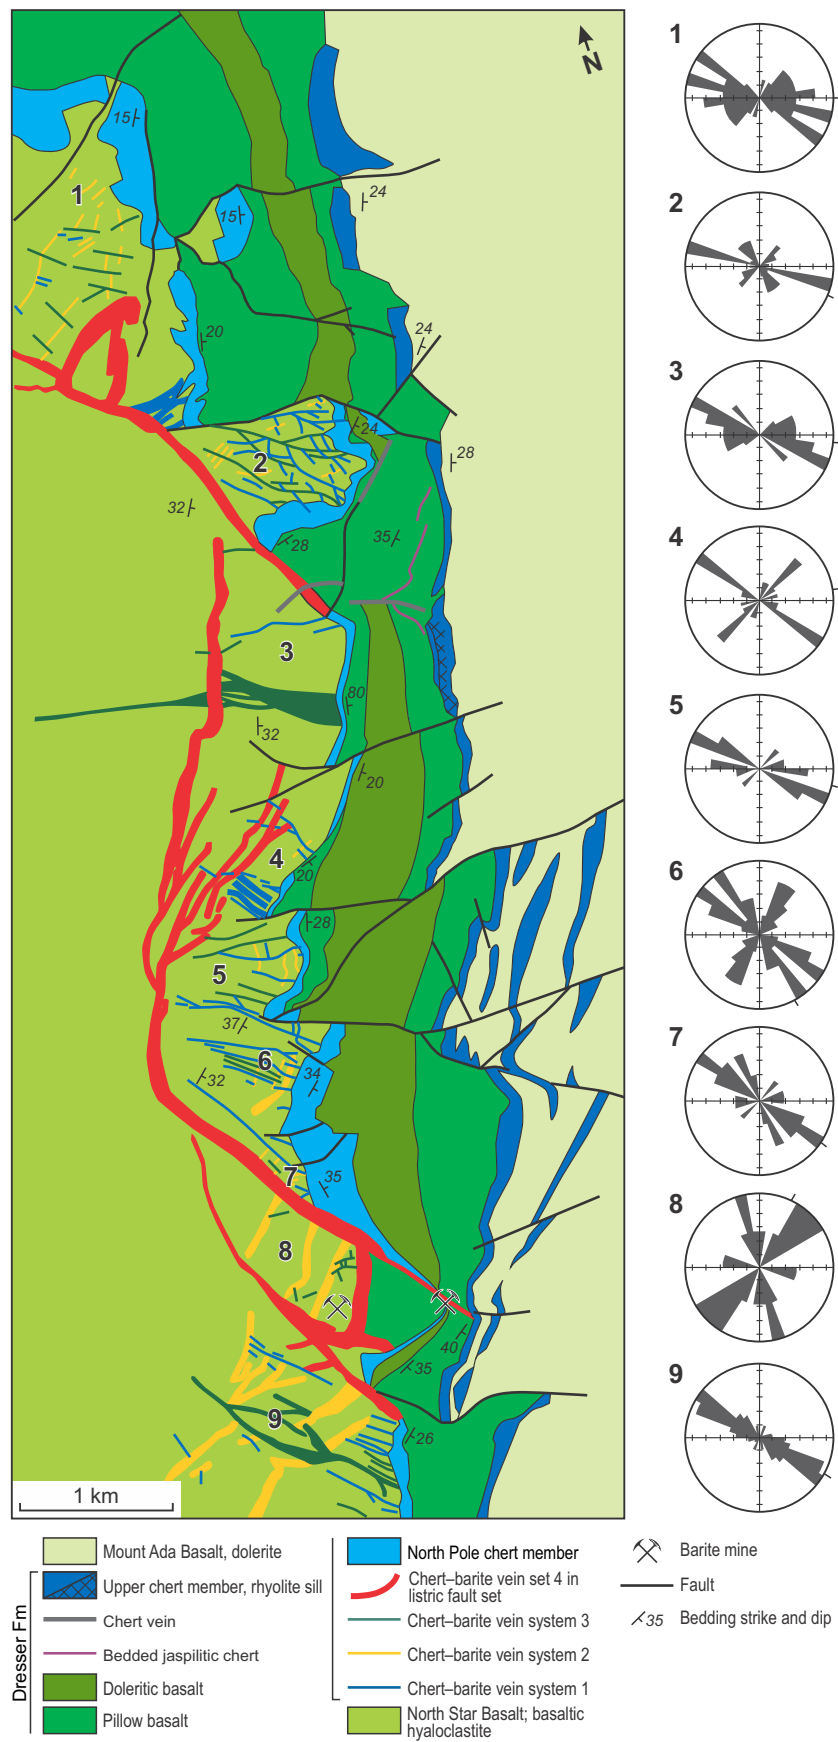 N
15
1
15
24
20
24
24
2
28
32
28
35
3
80
32
20
4
20
28
5
37
6
34
32
7
35
8
40
35
9
26
1 km
1
2
3
4
5
6
7
8
9
Mount Ada Basalt, dolerite
Dresser Fm
Upper chert member, rhyolite sill
Chert vein
Bedded jaspilitic chert
Doleritic basalt
Pillow basalt
North Pole chert member
Chert–barite vein set 4 in
listric fault set
Chert–barite vein system 3
Chert–barite vein system 2
Chert–barite vein system 1
North Star Basalt; basaltic
hyaloclastite
Barite mine
Fault
35 Bedding strike and dip